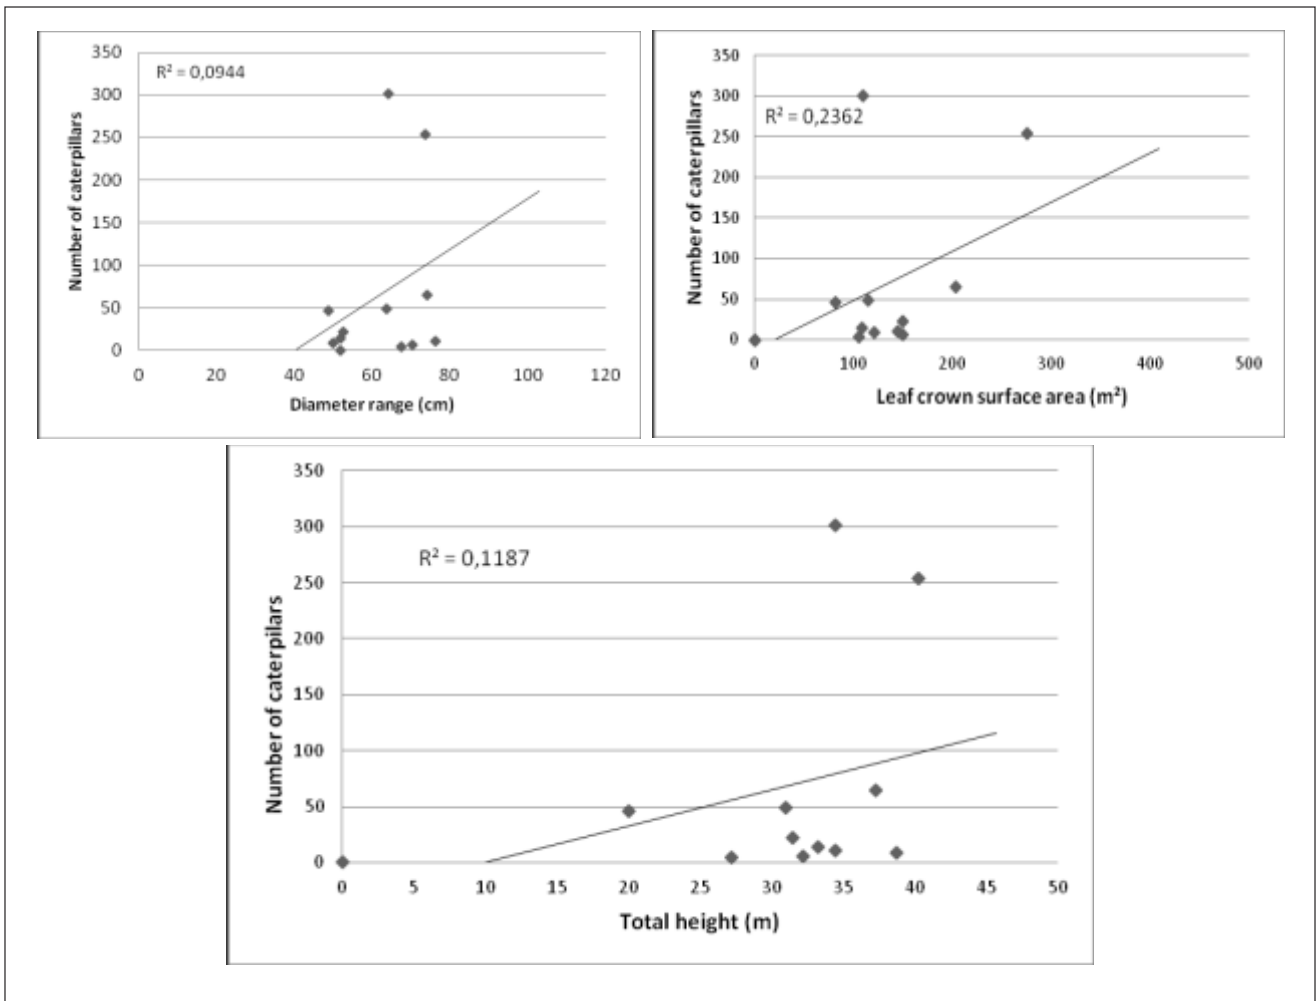 350
300
250
200
150
100
50
0
Number of caterpillars
R² = 0,0944
0 20 40 60 80 100 120
Diameter range (cm)
350
300
250
200
150
100
50
0
Number of caterpillars
R² = 0,2362
0 100 200 300 400 500
Leaf crown surface area (m²)
350
300
250
200
150
100
50
0
Number of caterpilars
R² = 0,1187
0 5 10 15 20 25 30 35 40 45 50
Total height (m)